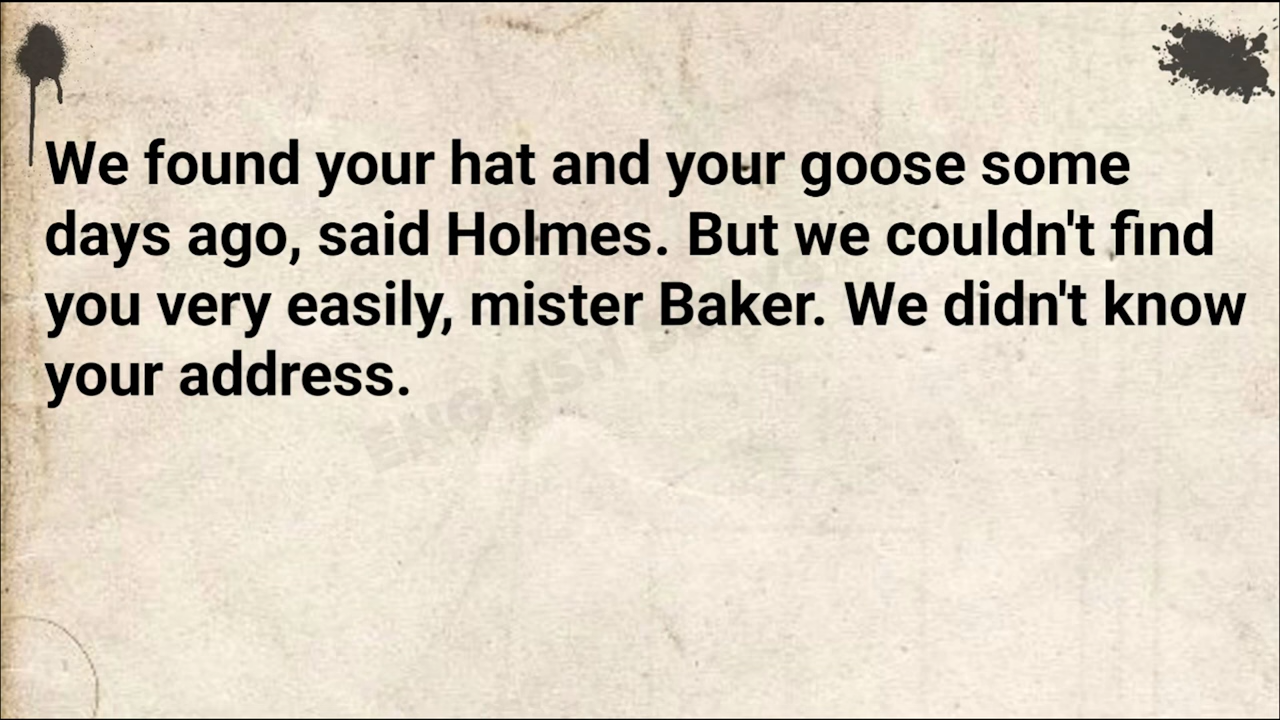 We found your hat and your goose some
days ago, said Holmes. But we couldn't find
you very easily, mister Baker. We didn't know
your address.